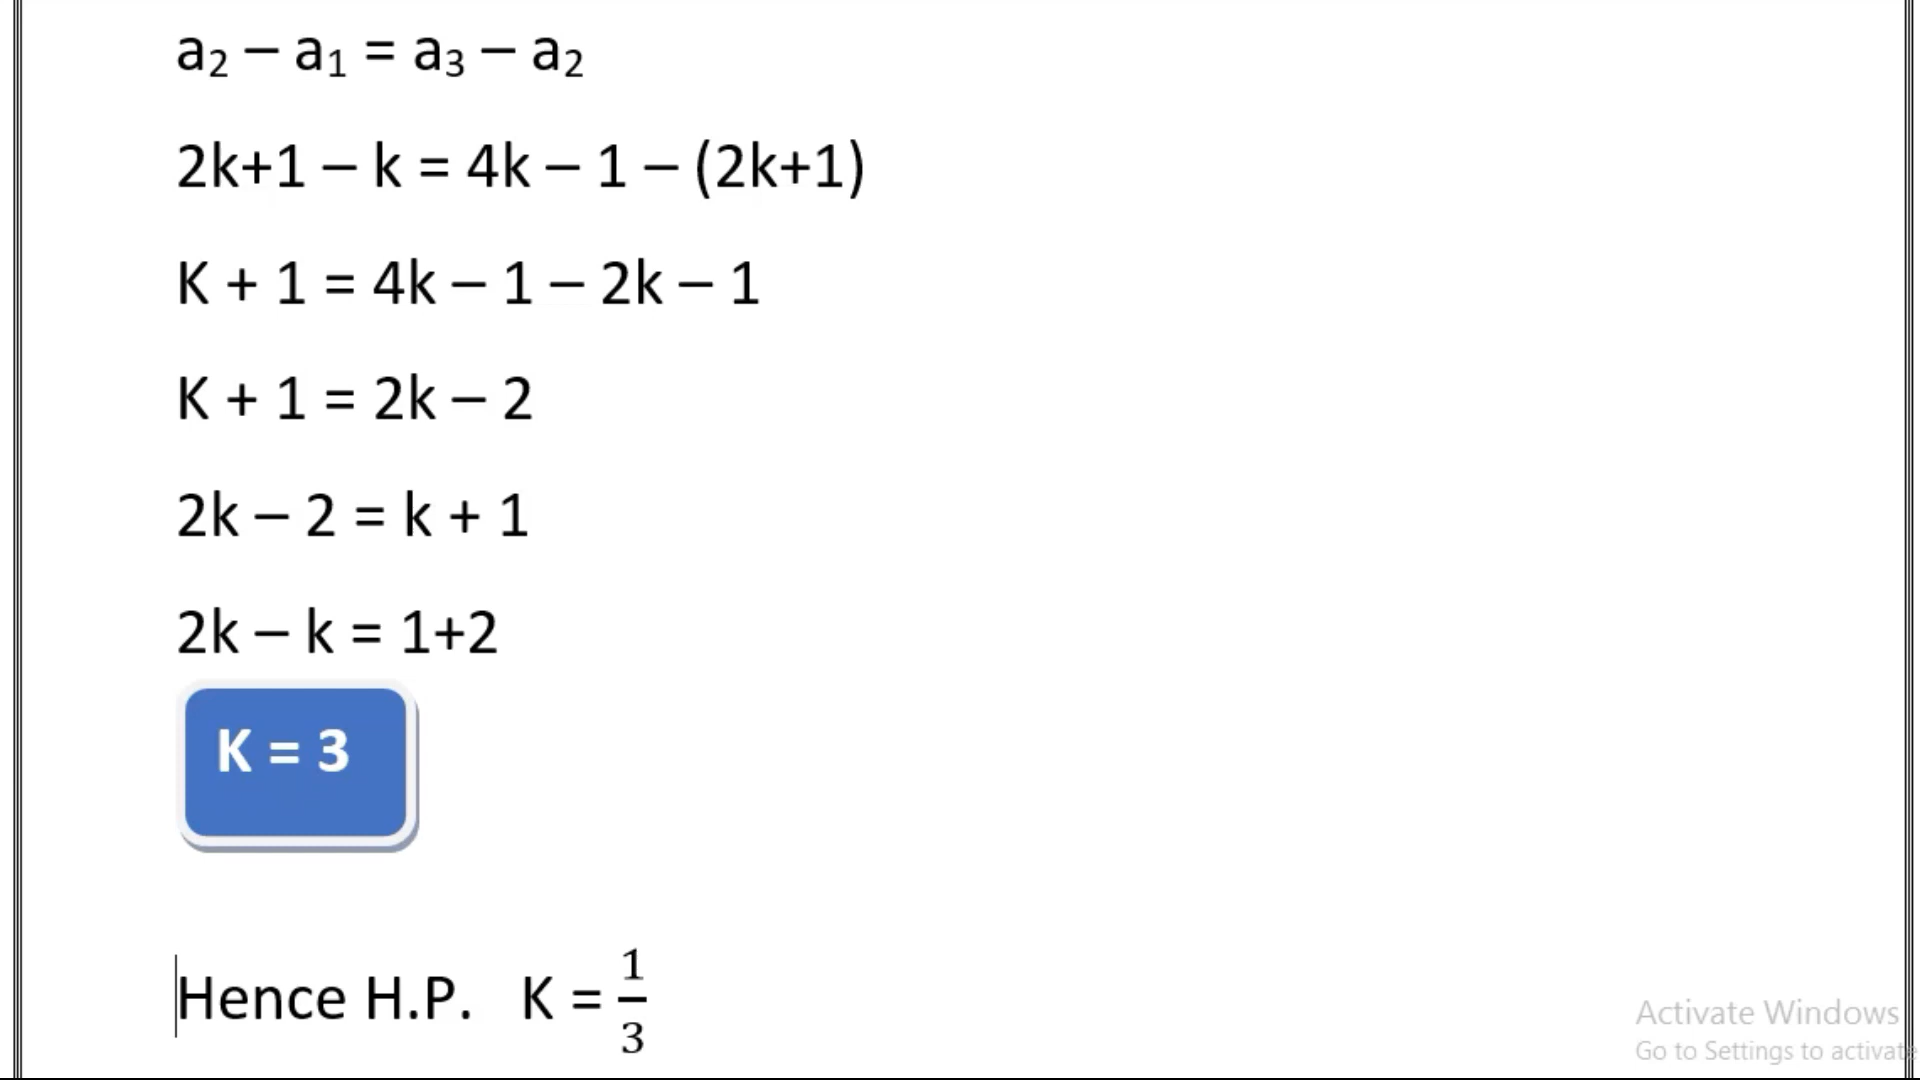 a₂ – a₁ = a₃ – a₂
2k+1 – k = 4k – 1 – (2k+1)
K + 1 = 4k – 1 – 2k – 1
K + 1 = 2k – 2
2k – 2 = k + 1
2k – k = 1+2
K = 3
Hence H.P. K = 1/3
Activate Windows
Go to Settings to activate